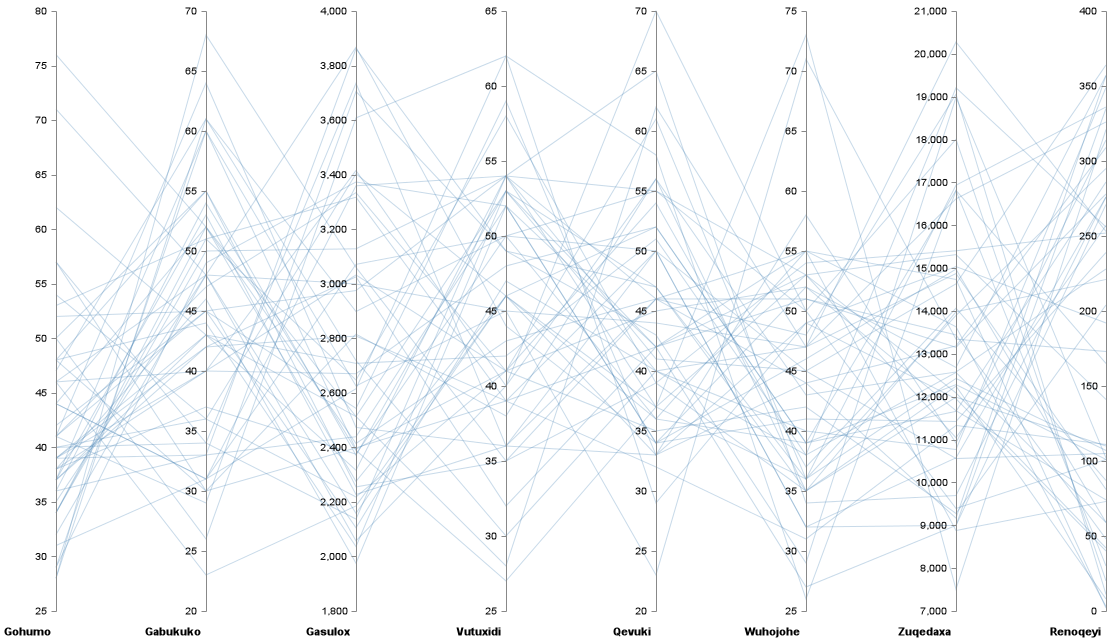 80 70 4,000 65 70 75 21,000 400
75 65 3,800 60 65 70 20,000 350
70 60 3,600 55 60 65 19,000 300
65 55 3,400 50 55 60 18,000 250
60 50 3,200 45 50 55 17,000 200
55 45 3,000 40 45 50 16,000 150
50 40 2,800 35 40 45 15,000 100
45 35 2,600 30 35 40 14,000 50
40 30 2,400 25 30 35 13,000 0
35 25 2,200 25 30 12,000
30 20 2,000 20 25 11,000
25 1,800 10,000
9,000
8,000
7,000
Gohumo Gabukuko Gasulox Vutuxidi Qevuki Wuhojohe Zuqedaxa Renoqeyi